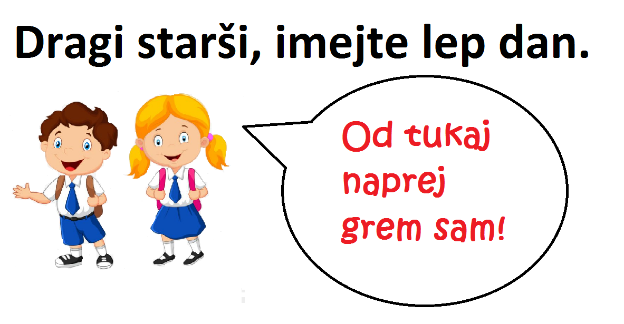 Dragi starši, imejte lep dan.
Od tukaj
naprej
grem sam!